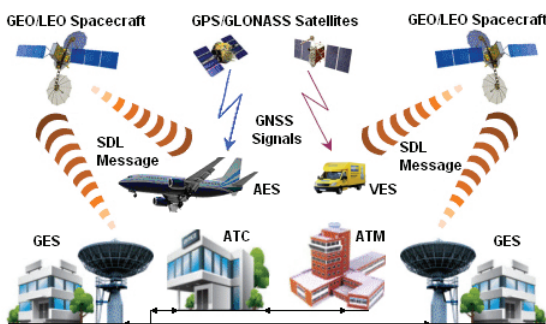 GEO/LEO Spacecraft
GPS/GLONASS Satellites
GEO/LEO Spacecraft
GNSS
Signals
SDL
Message
SDL
Message
AES
VES
GES
ATC
ATM
GES